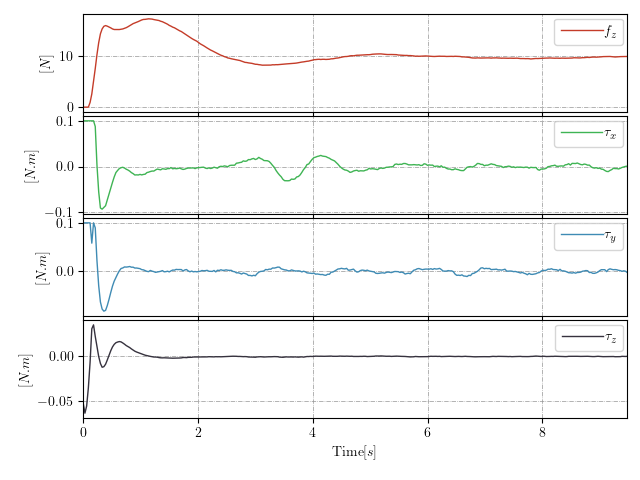 [N]
10
0
f_z
[N.m]
0.1
0.0
−0.1
τ_x
[N.m]
0.1
0.0
τ_y
[N.m]
0.00
−0.05
τ_z
0 2 4 6 8
Time[s]